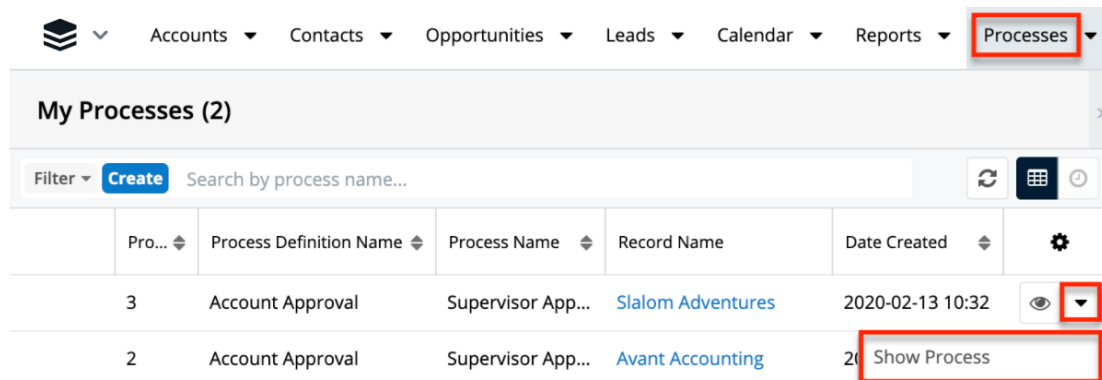 Accounts Contacts Opportunities Leads Calendar Reports Processes
My Processes (2)
Filter Create Search by process name...
Pro... Process Definition Name Process Name Record Name Date Created
3 Account Approval Supervisor App... Slalom Adventures 2020-02-13 10:32
2 Account Approval Supervisor App... Avant Accounting 20 Show Process